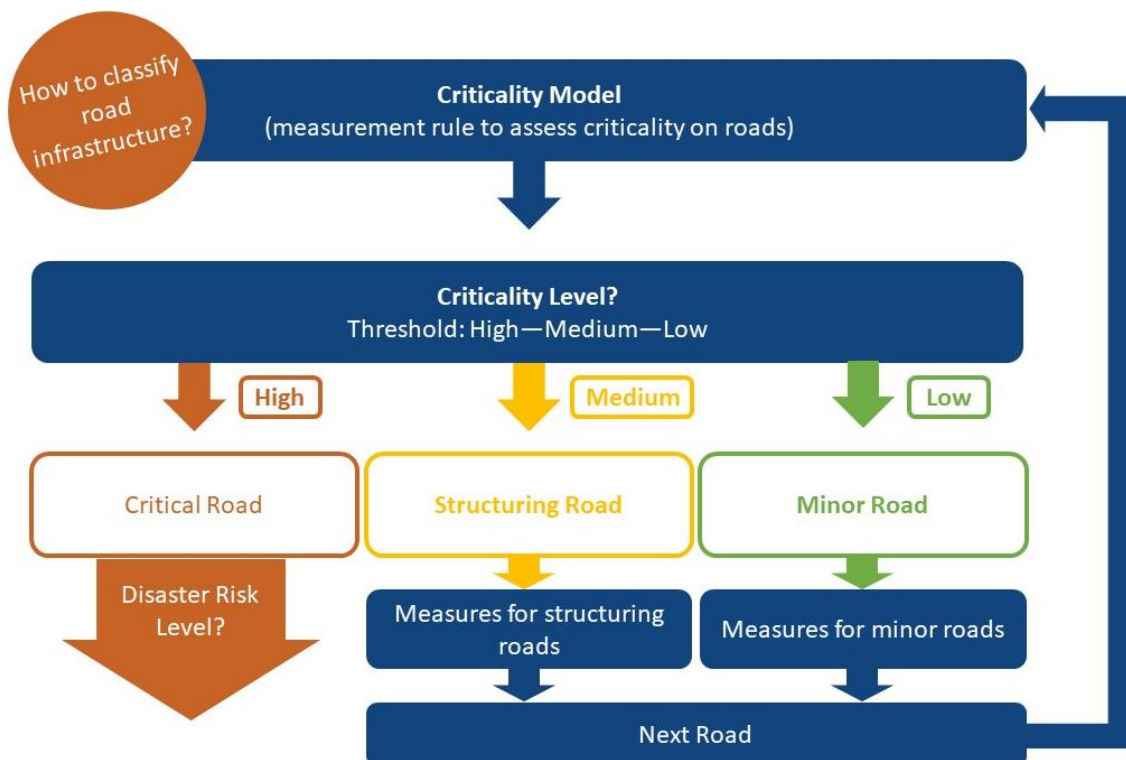 How to classify
road
infrastructure?
Criticality Model
(measurement rule to assess criticality on roads)
Criticality Level?
Threshold: High—Medium—Low
High
Medium
Low
Critical Road
Structuring Road
Minor Road
Disaster Risk
Level?
Measures for structuring
roads
Measures for minor roads
Next Road